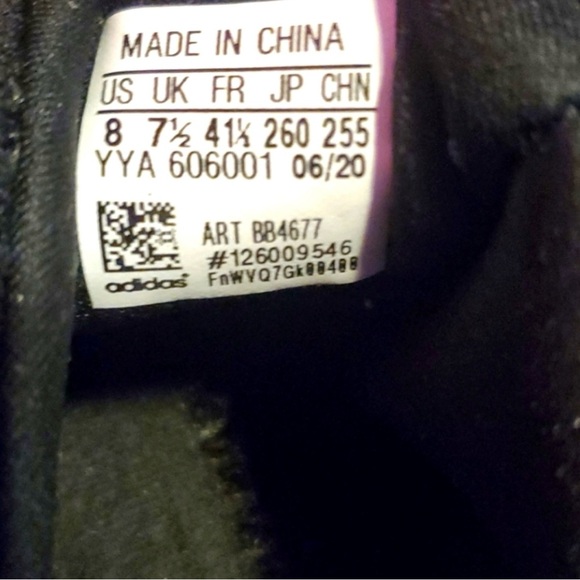 MADE IN CHINA
US UK FR JP CHN
8 7½ 41⅓ 260 255
YYA 606001 06/20
ART BB4677
#126009546
adidas